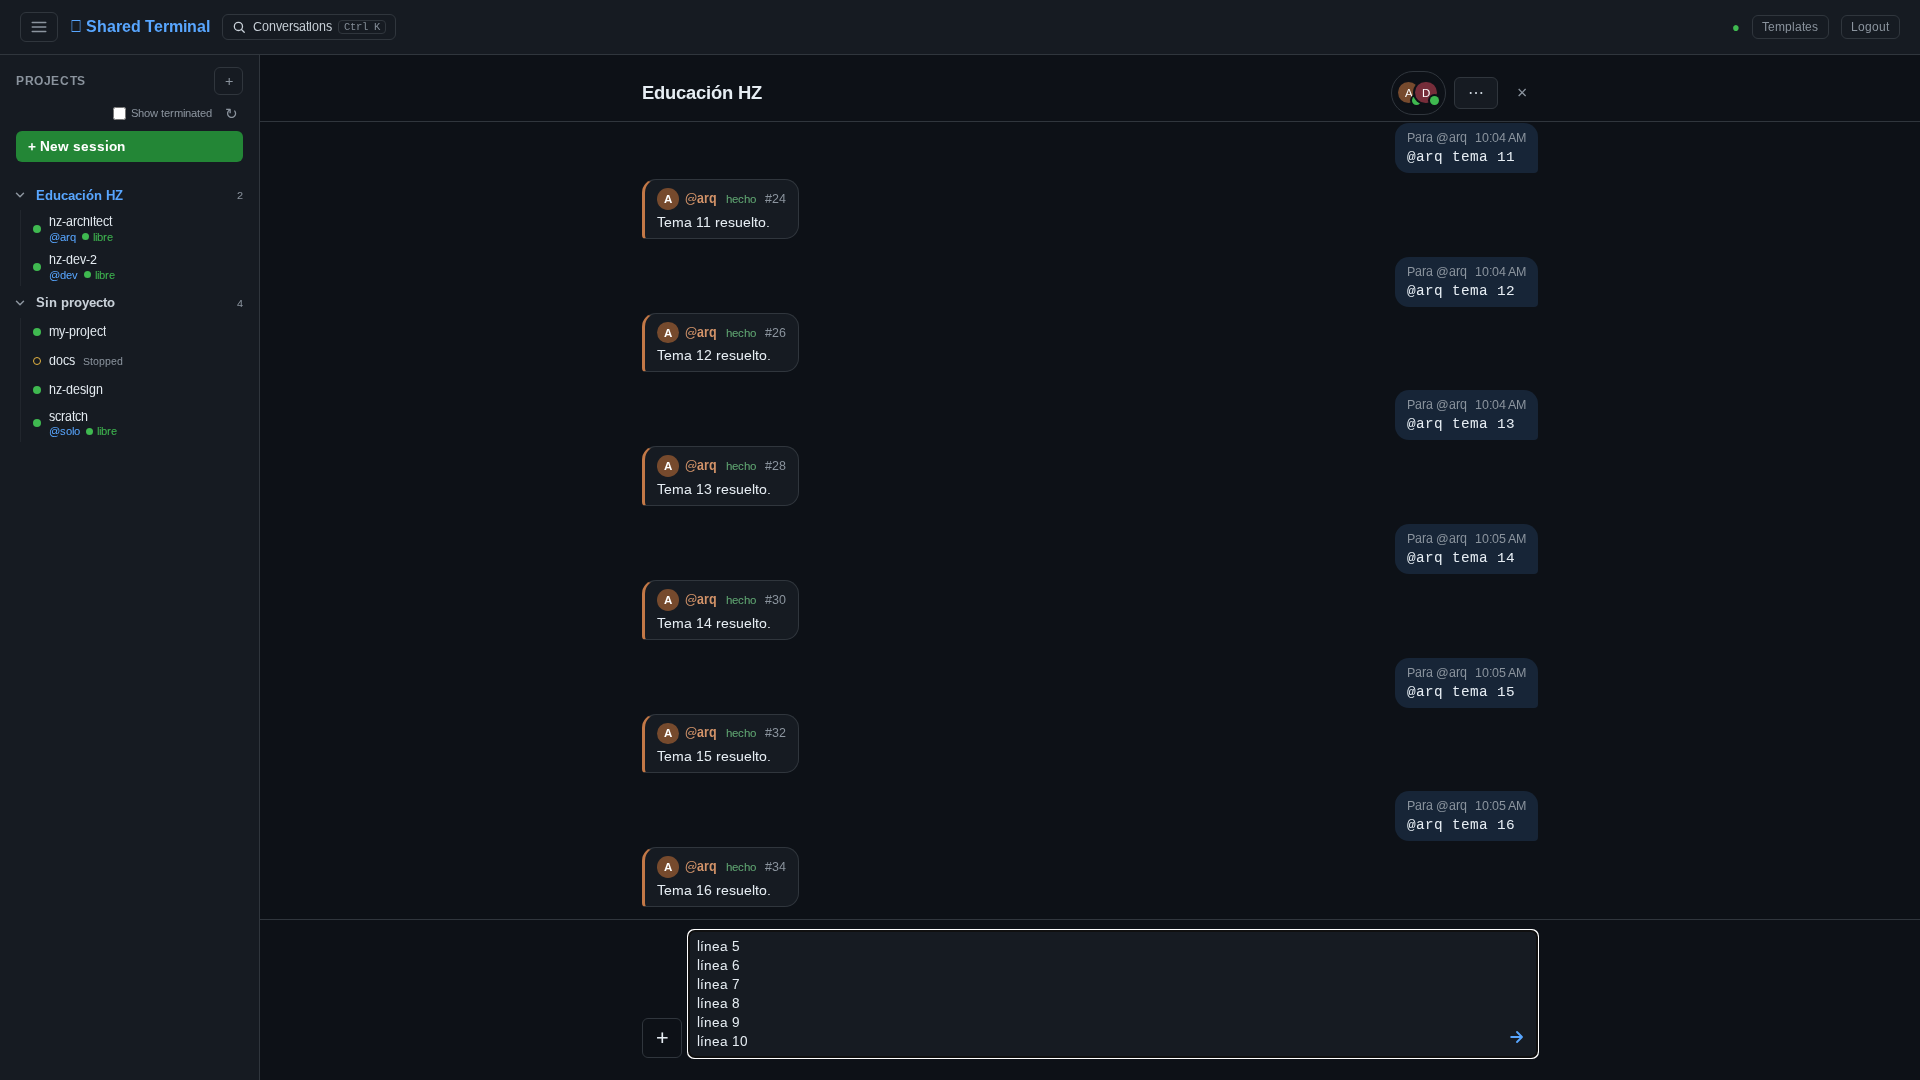 Shared Terminal
Conversations Ctrl K
Templates
Logout
PROJECTS
+
Show terminated
+ New session
Educación HZ 2
hz-architect
@arq libre
hz-dev-2
@dev libre
Sin proyecto 4
my-project
docs Stopped
hz-design
scratch
@solo libre
Educación HZ
A D
Para @arq 10:04 AM
@arq tema 11
A @arq hecho #24
Tema 11 resuelto.
Para @arq 10:04 AM
@arq tema 12
A @arq hecho #26
Tema 12 resuelto.
Para @arq 10:04 AM
@arq tema 13
A @arq hecho #28
Tema 13 resuelto.
Para @arq 10:05 AM
@arq tema 14
A @arq hecho #30
Tema 14 resuelto.
Para @arq 10:05 AM
@arq tema 15
A @arq hecho #32
Tema 15 resuelto.
Para @arq 10:05 AM
@arq tema 16
A @arq hecho #34
Tema 16 resuelto.
línea 5
línea 6
línea 7
línea 8
línea 9
línea 10
+